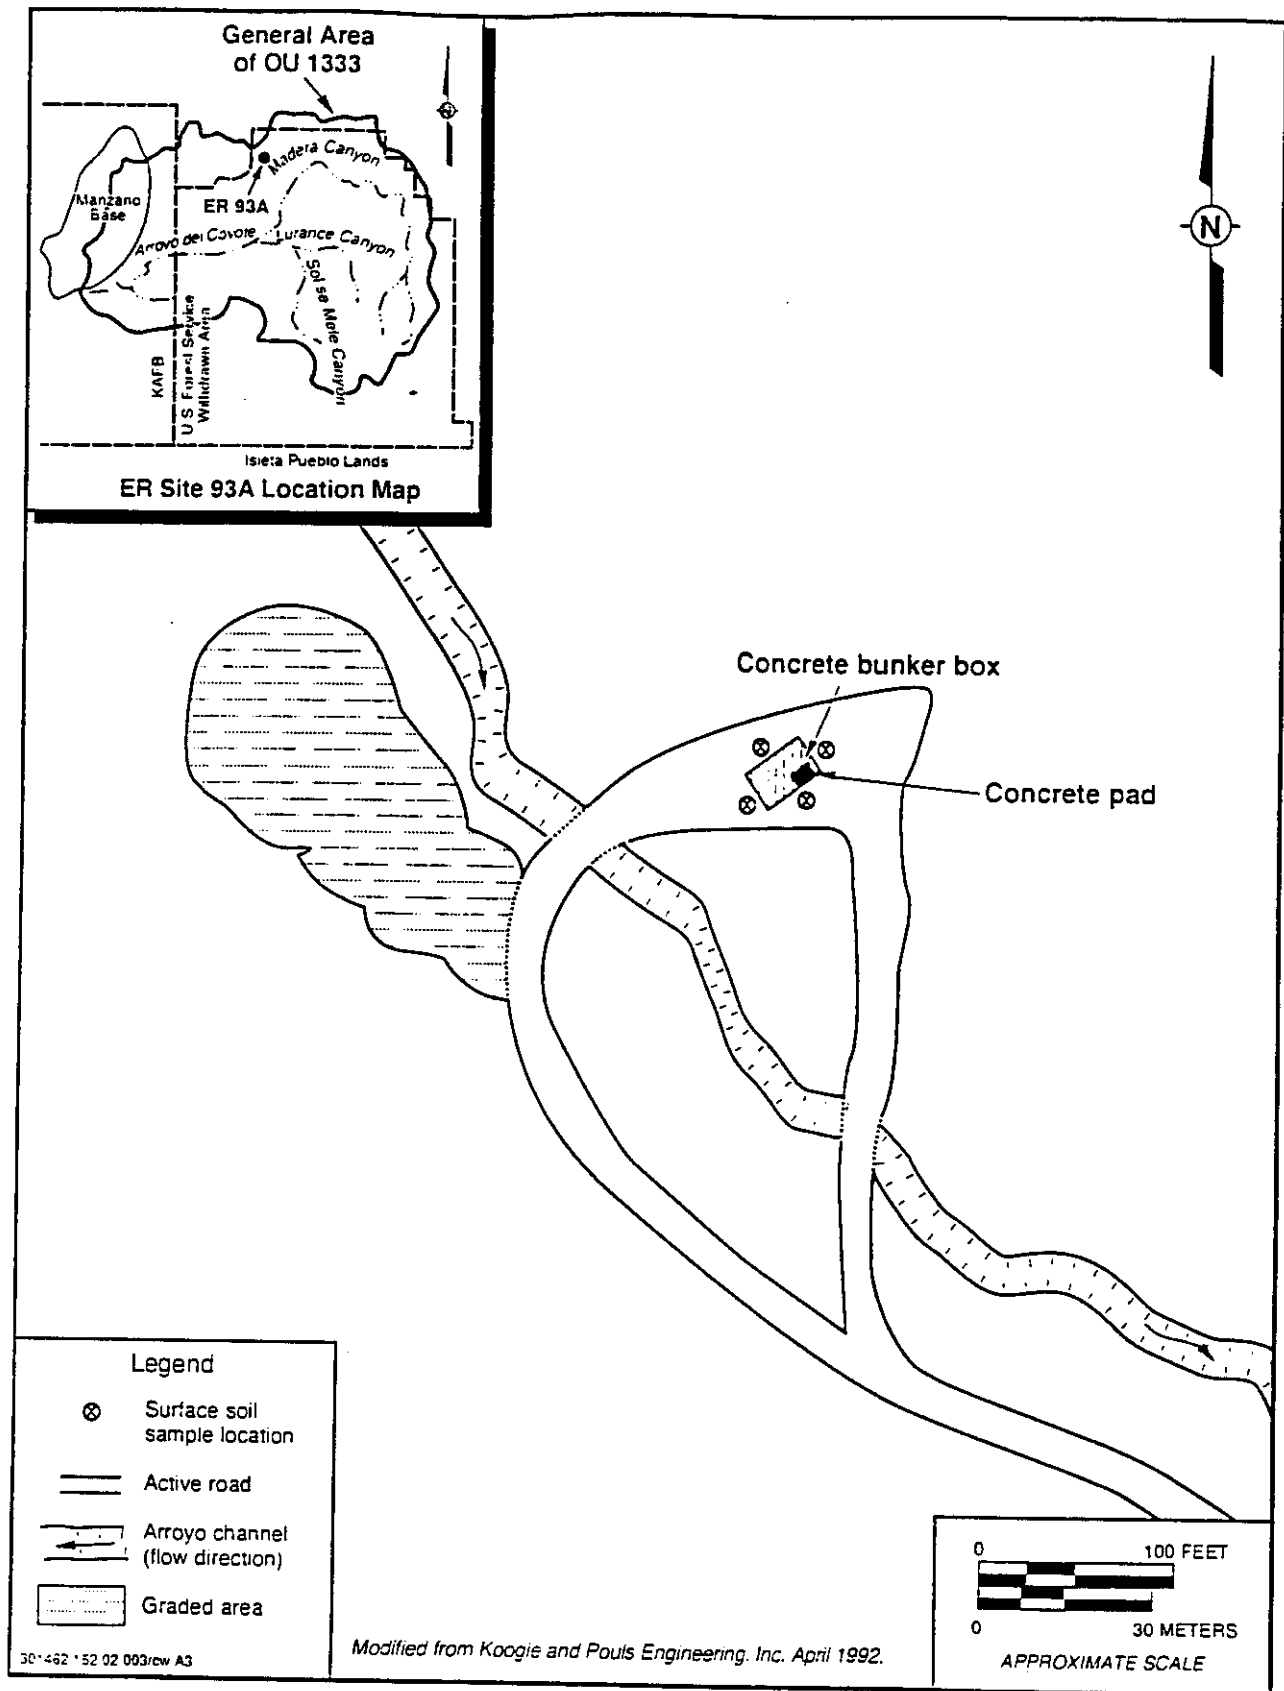 General Area
of OU 1333
N
Madera Canyon
Manzano
Base
ER 93A
Arroyo del Coyote
Lurance Canyon
Sol se Mete Canyon
KAFB
U.S. Forest Service
Withdrawn Area
Isleta Pueblo Lands
ER Site 93A Location Map
N
Concrete bunker box
Concrete pad
Legend
Surface soil
sample location
Active road
Arroyo channel
(flow direction)
Graded area
0 100 FEET
0 30 METERS
APPROXIMATE SCALE
Modified from Koogie and Pouls Engineering. Inc. April 1992.